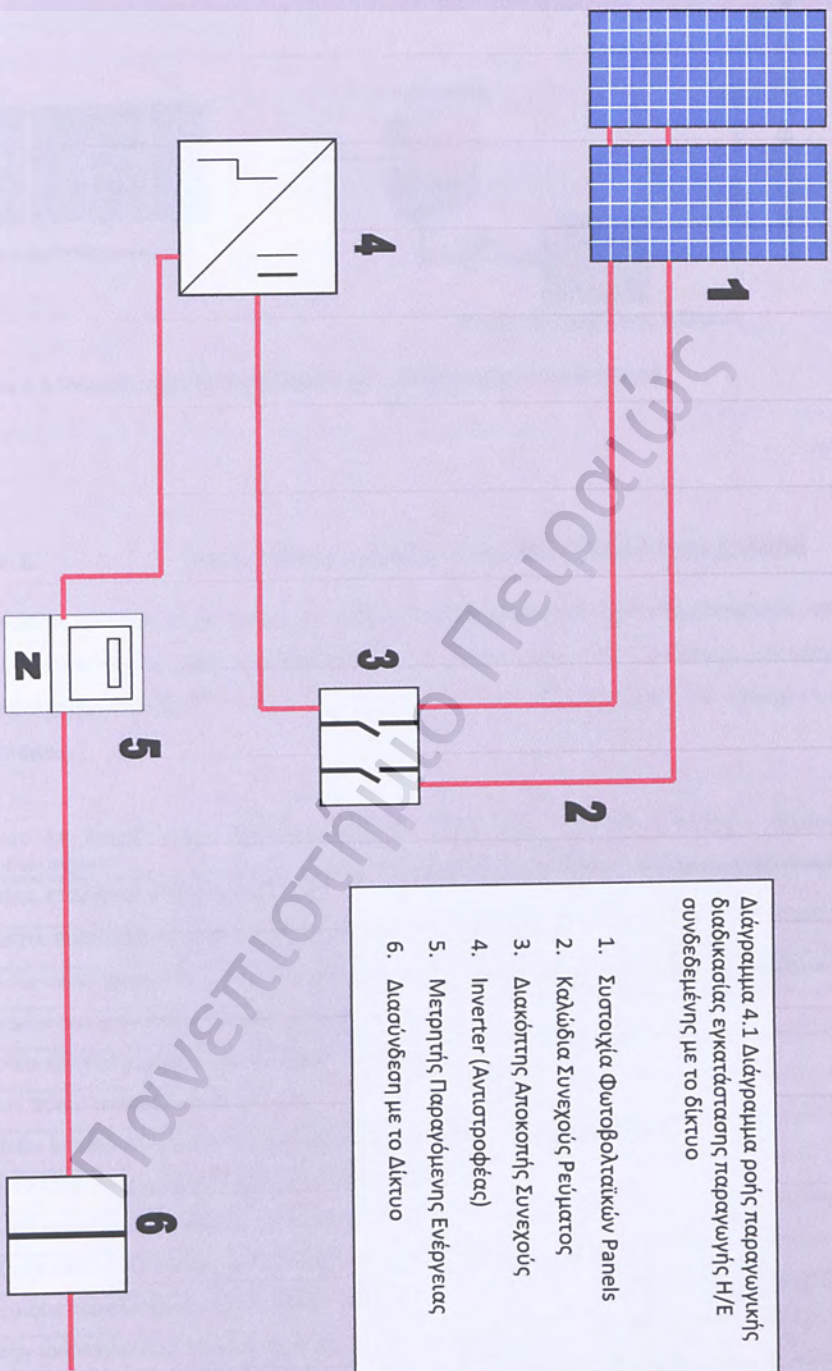 Διάγραμμα 4.1 Διάγραμμα ροής παραγωγικής
διαδικασίας εγκατάστασης παραγωγής Η/Ε
συνδεδεμένης με το δίκτυο
1. Συστοιχία Φωτοβολταϊκών Panels
2. Καλώδια Συνεχούς Ρεύματος
3. Διακόπτης Αποκοπής Συνεχούς
4. Inverter (Αντιστροφέας)
5. Μετρητής Παραγόμενης Ενέργειας
6. Διασύνδεση με το Δίκτυο
1
2
3
4
5
6
Z
Πανεπιστήμιο Πειραιώς